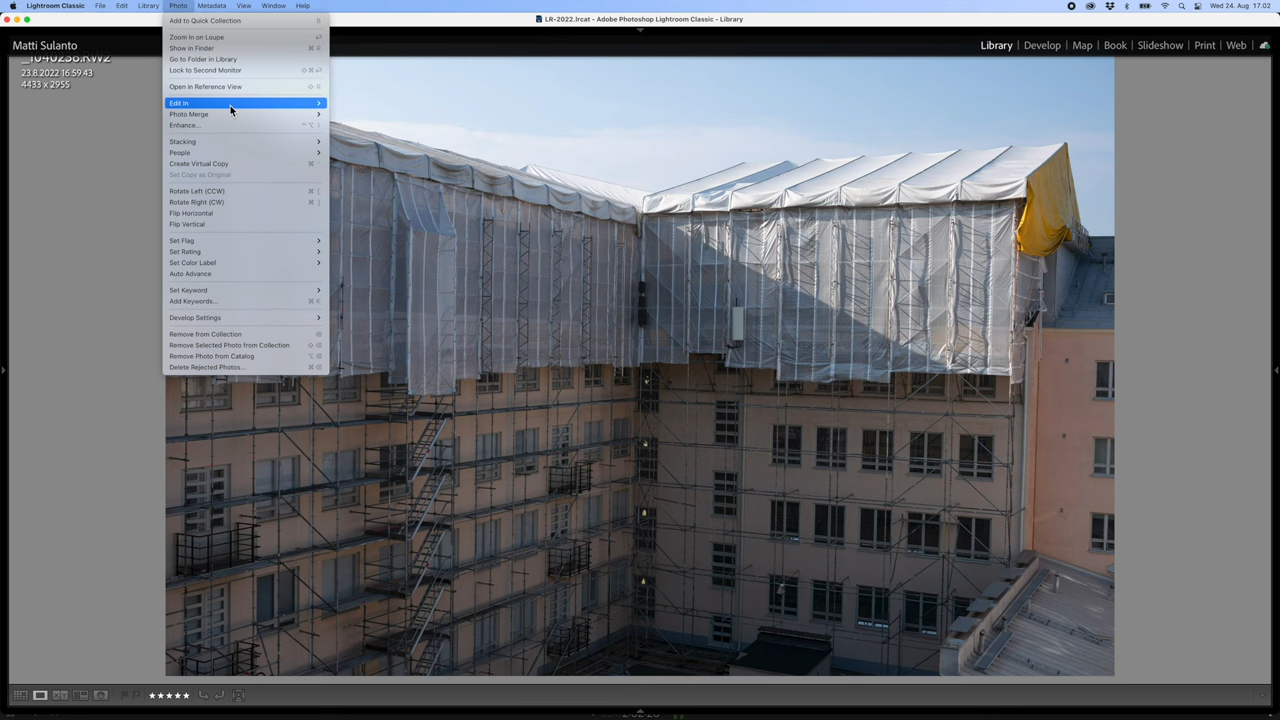 Lightroom Classic File Edit Library Photo Metadata View Window Help Wed 24. Aug 17.02
LR-2022.lrcat - Adobe Photoshop Lightroom Classic - Library
Matti Sulanto
Library | Develop | Map | Book | Slideshow | Print | Web
_1040238.RW2
23.8.2022 16:59:43
4433 x 2955
Add to Quick Collection B
Zoom In on Loupe
Show in Finder ⌘ R
Go to Folder in Library
Lock to Second Monitor ⇧ ⌘ ↵
Open in Reference View ⇧ R
Edit In
Photo Merge
Enhance...
Stacking
People
Create Virtual Copy ⌘ '
Set Copy as Original
Rotate Left (CCW) ⌘ [
Rotate Right (CW) ⌘ ]
Flip Horizontal
Flip Vertical
Set Flag
Set Rating
Set Color Label
Auto Advance
Set Keyword
Add Keywords... ⌘ K
Develop Settings
Remove from Collection
Remove Selected Photo from Collection
Remove Photo from Catalog
Delete Rejected Photos...
XY